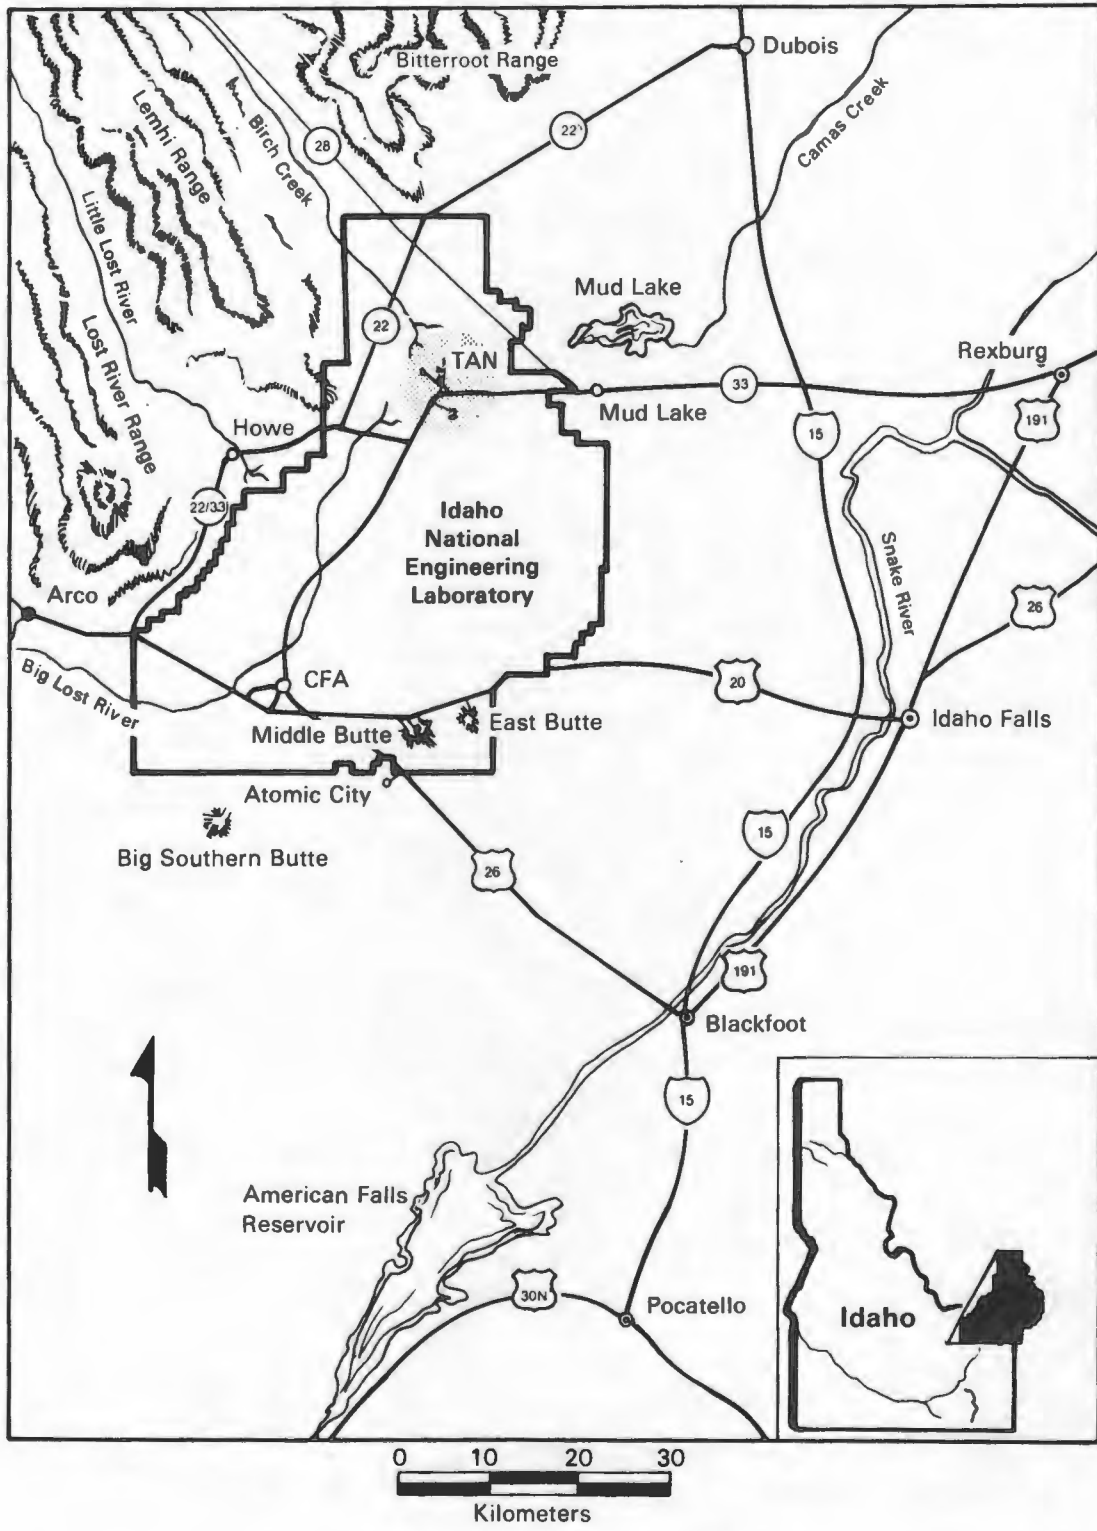 Bitterroot Range
Dubois
Camas Creek
Lemhi Range
Birch Creek
28
22
Little Lost River
Lost River Range
Mud Lake
22
TAN
Rexburg
33
Mud Lake
191
15
Howe
22/33
Idaho
National
Engineering
Laboratory
Snake River
Arco
26
Big Lost River
CFA
20
Middle Butte
East Butte
Idaho Falls
Atomic City
Big Southern Butte
15
26
191
Blackfoot
15
American Falls
Reservoir
30N
Pocatello
Idaho
0 10 20 30
Kilometers